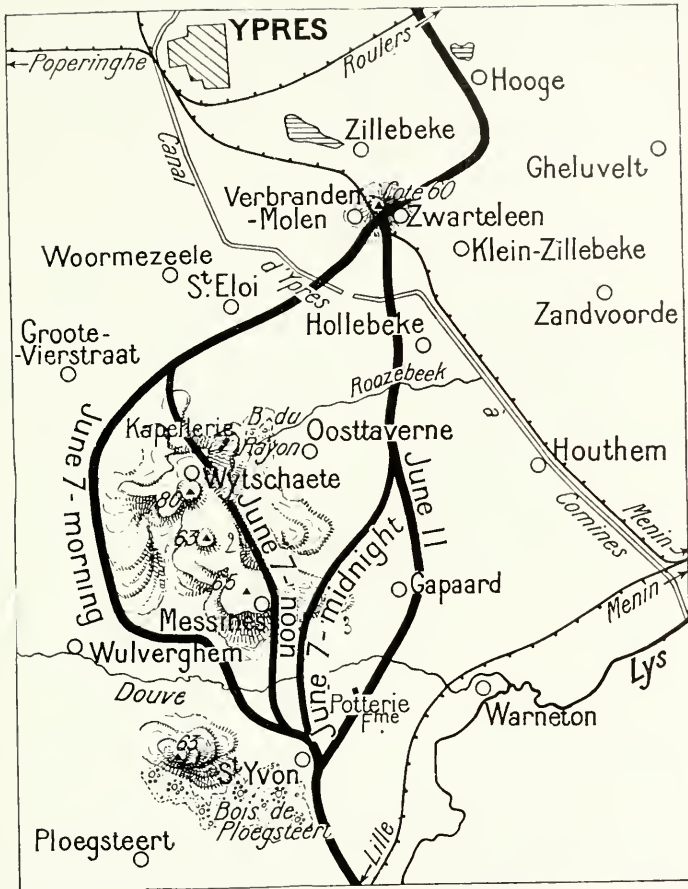 YPRES
Poperinghe
Roulers
Hooge
Canal
Zillebeke
Gheluvelt
Verbranden-
-Molen
Cote 60
Zwarteleen
Klein-Zillebeke
Woormezeele
d'Ypres
St. Eloi
Zandvoorde
Hollebeke
Groote-
-Vierstraat
Roozebeek
à
Kapellerie
B. du
Rayon
Oosttaverne
Houthem
Wytschaete
80
June 7-morning
June 7-noon
June 7-midnight
June 11
Comines
Menin
63
65
Gapaard
Menin
Messines
Wulverghem
Lys
Douve
Potterie
Fme
Warneton
63
St Yvon
Bois de
Ploegsteert
Ploegsteert
Lille